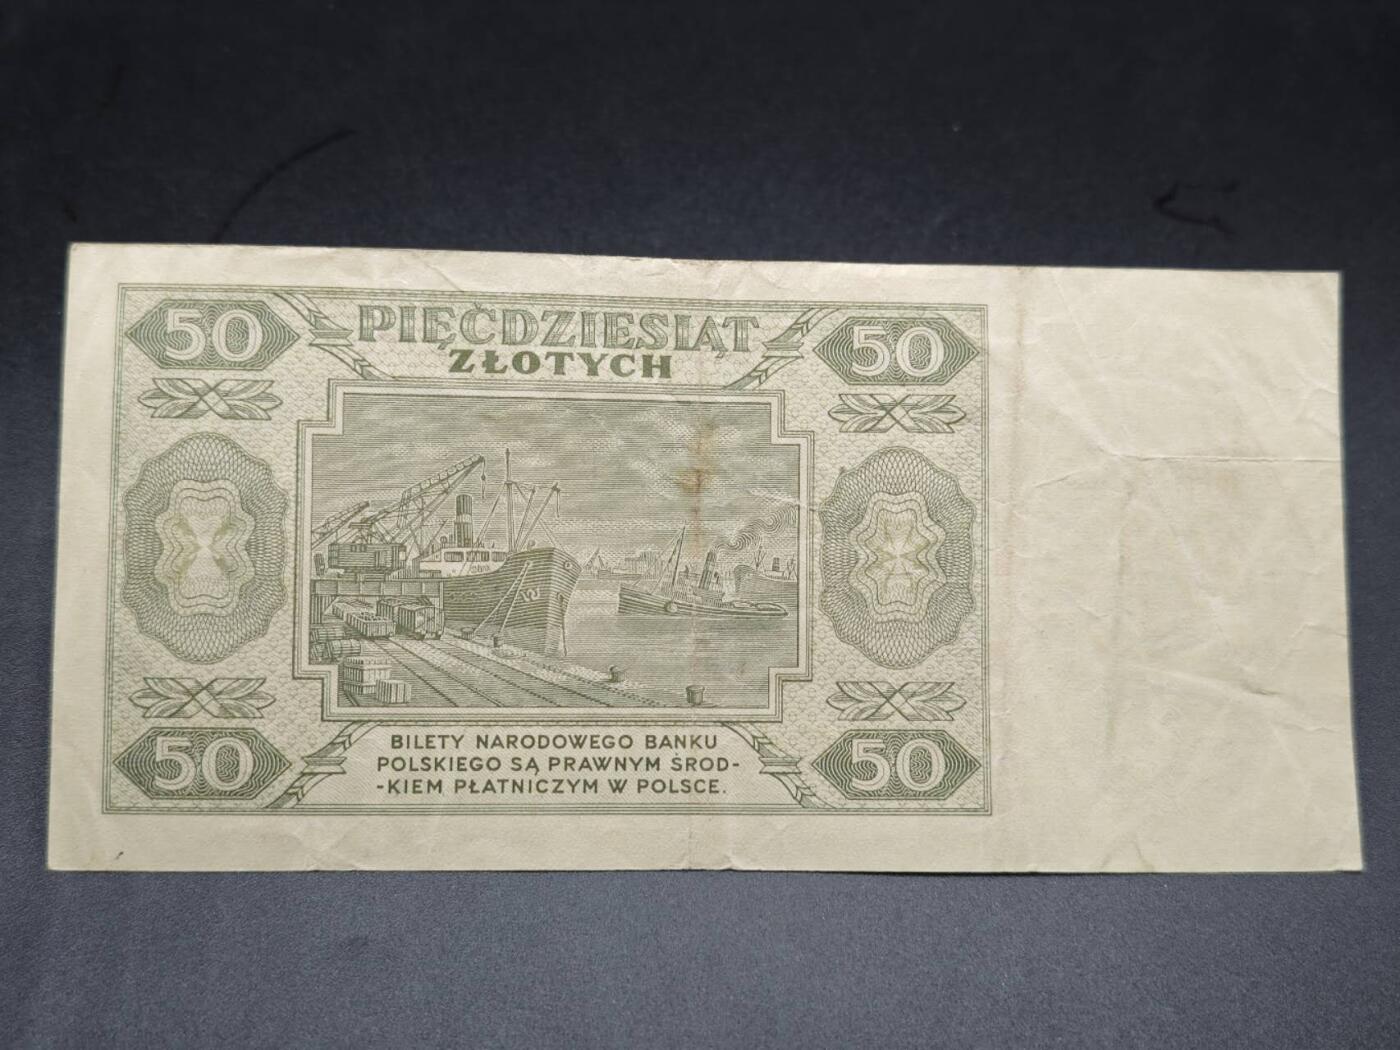 50 PIĘĆDZIESIĄT 50
ZŁOTYCH
50 BILETY NARODOWEGO BANKU 50
POLSKIEGO SĄ PRAWNYM ŚROD-
-KIEM PŁATNICZYM W POLSCE.